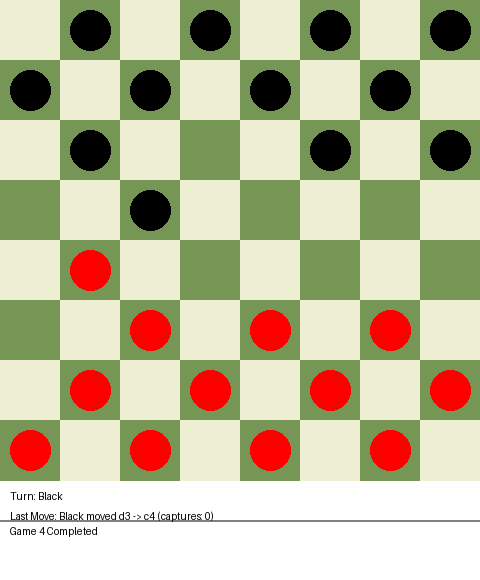 Turn: Black
Last Move: Black moved d3 -> c4 (captures: 0)
Game 4 Completed